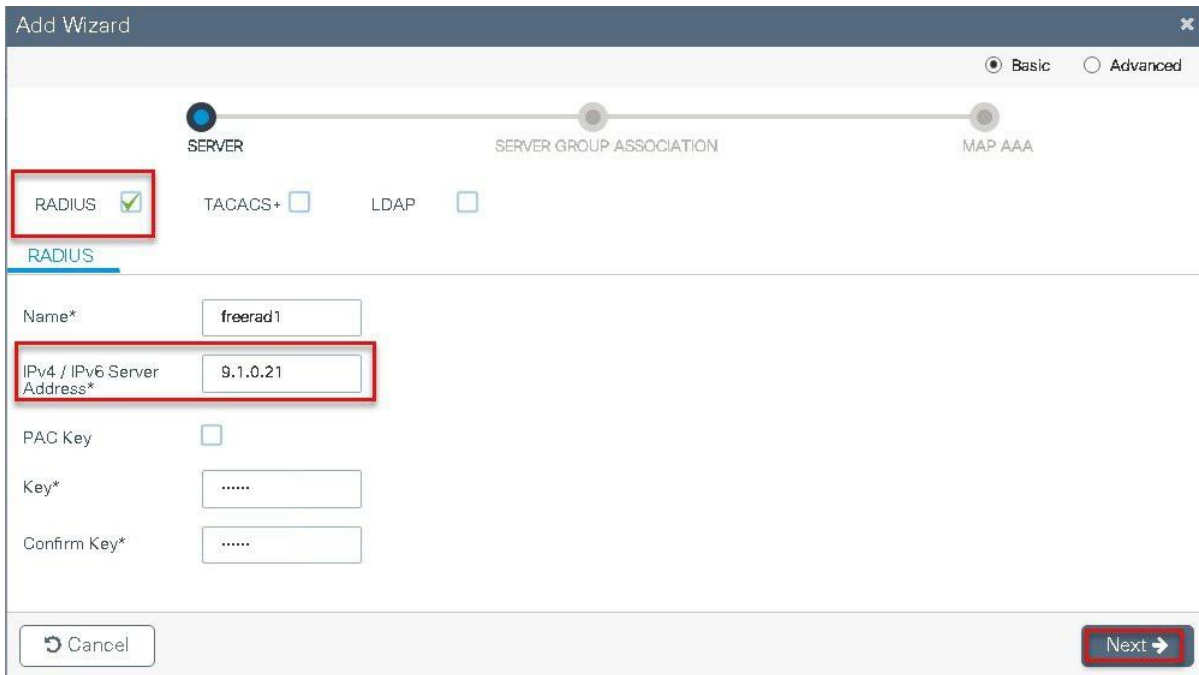 Add Wizard
Basic Advanced
SERVER SERVER GROUP ASSOCIATION MAP AAA
RADIUS TACACS+ LDAP
RADIUS
Name* freerad1
IPv4 / IPv6 Server
Address* 9.1.0.21
PAC Key
Key* ......
Confirm Key* ......
Cancel Next